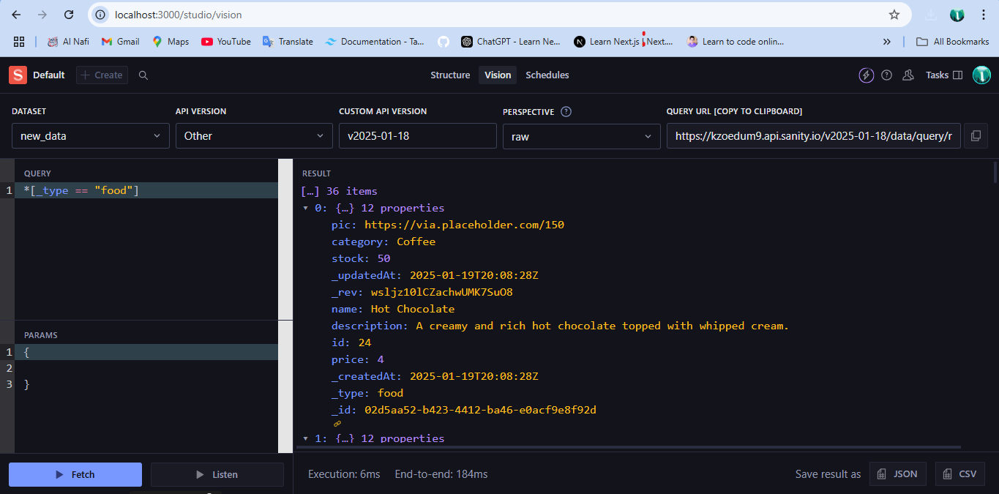 localhost:3000/studio/vision
Al Nafi Gmail Maps YouTube Translate Documentation - Ta... ChatGPT - Learn Ne... Learn Next.js | Next.... Learn to code onlin... » All Bookmarks
S Default + Create Structure Vision Schedules Tasks
DATASET API VERSION CUSTOM API VERSION PERSPECTIVE QUERY URL [COPY TO CLIPBOARD]
new_data Other v2025-01-18 raw https://kzoedum9.api.sanity.io/v2025-01-18/data/query/r
QUERY
1 *[_type == "food"]
PARAMS
1 {
2
3 }
Fetch Listen
RESULT
[…] 36 items
0: {…} 12 properties
pic: https://via.placeholder.com/150
category: Coffee
stock: 50
_updatedAt: 2025-01-19T20:08:28Z
_rev: wsljz10lCZachwUMK7SuO8
name: Hot Chocolate
description: A creamy and rich hot chocolate topped with whipped cream.
id: 24
price: 4
_createdAt: 2025-01-19T20:08:28Z
_type: food
_id: 02d5aa52-b423-4412-ba46-e0acf9e8f92d
1: {…} 12 properties
Execution: 6ms End-to-end: 184ms Save result as JSON CSV